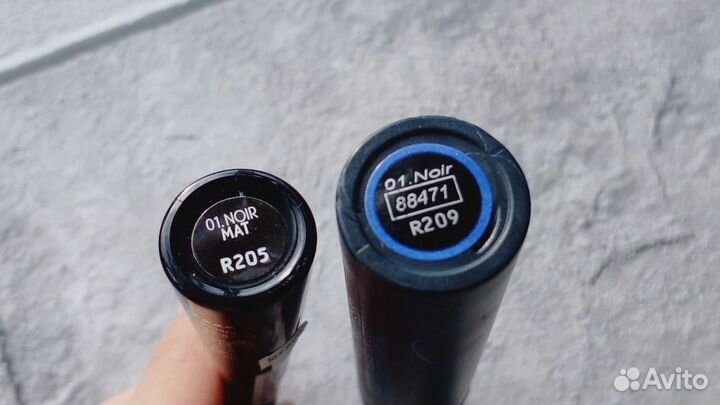 01.NOIR
MAT
R205
01.Noir
88471
R209
Avito